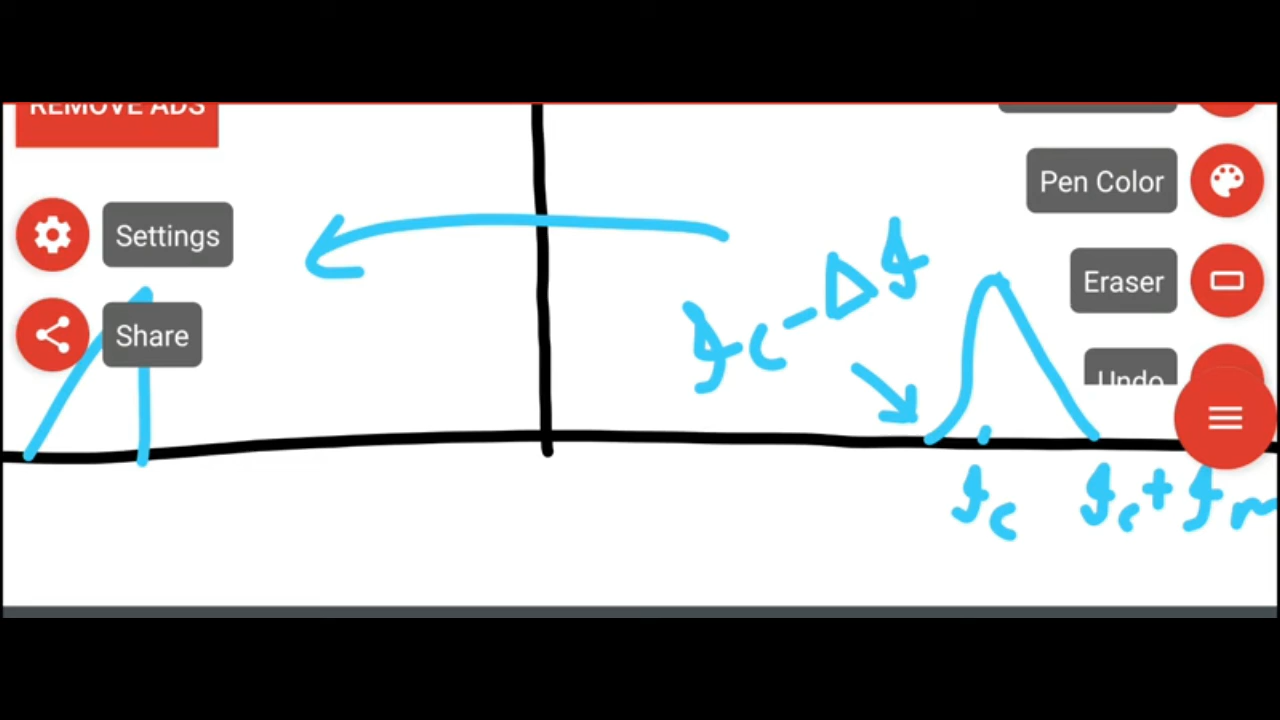 REMOVE ADS
Pen Color
Settings
Eraser
Share
fc - Δf
Undo
fc
fc + fm